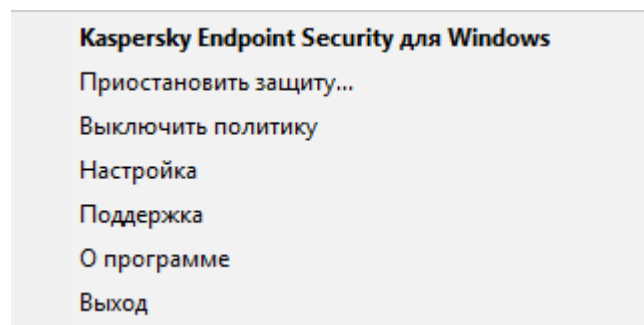 Kaspersky Endpoint Security для Windows
Приостановить защиту...
Выключить политику
Настройка
Поддержка
О программе
Выход